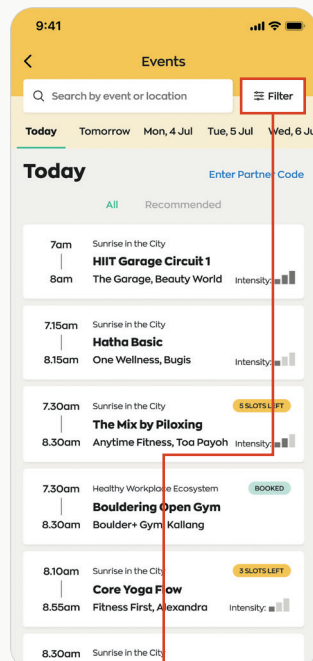 9:41
Events
Search by event or location
Filter
Today Tomorrow Mon, 4 Jul Tue, 5 Jul Wed, 6 Ju
Today
Enter Partner Code
All Recommended
7am Sunrise in the City
HIIT Garage Circuit 1
8am The Garage, Beauty World Intensity:
7.15am Sunrise in the City
Hatha Basic
8.15am One Wellness, Bugis Intensity:
7.30am Sunrise in the City 5 SLOTS LEFT
The Mix by Piloxing
8.30am Anytime Fitness, Toa Payoh Intensity:
7.30am Healthy Workplace Ecosystem BOOKED
Bouldering Open Gym
8.30am Boulder+ Gym, Kallang
8.10am Sunrise in the City 3 SLOTS LEFT
Core Yoga Flow
8.55am Fitness First, Alexandra Intensity:
8.30am Sunrise in the City